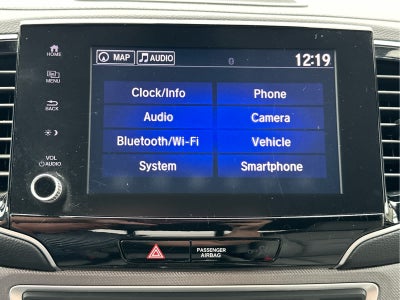 HOME
MAP AUDIO 12:19
MENU
Clock/Info Phone
BACK
Audio Camera
Bluetooth/Wi-Fi Vehicle
VOL
AUDIO
System Smartphone
PASSENGER
AIRBAG